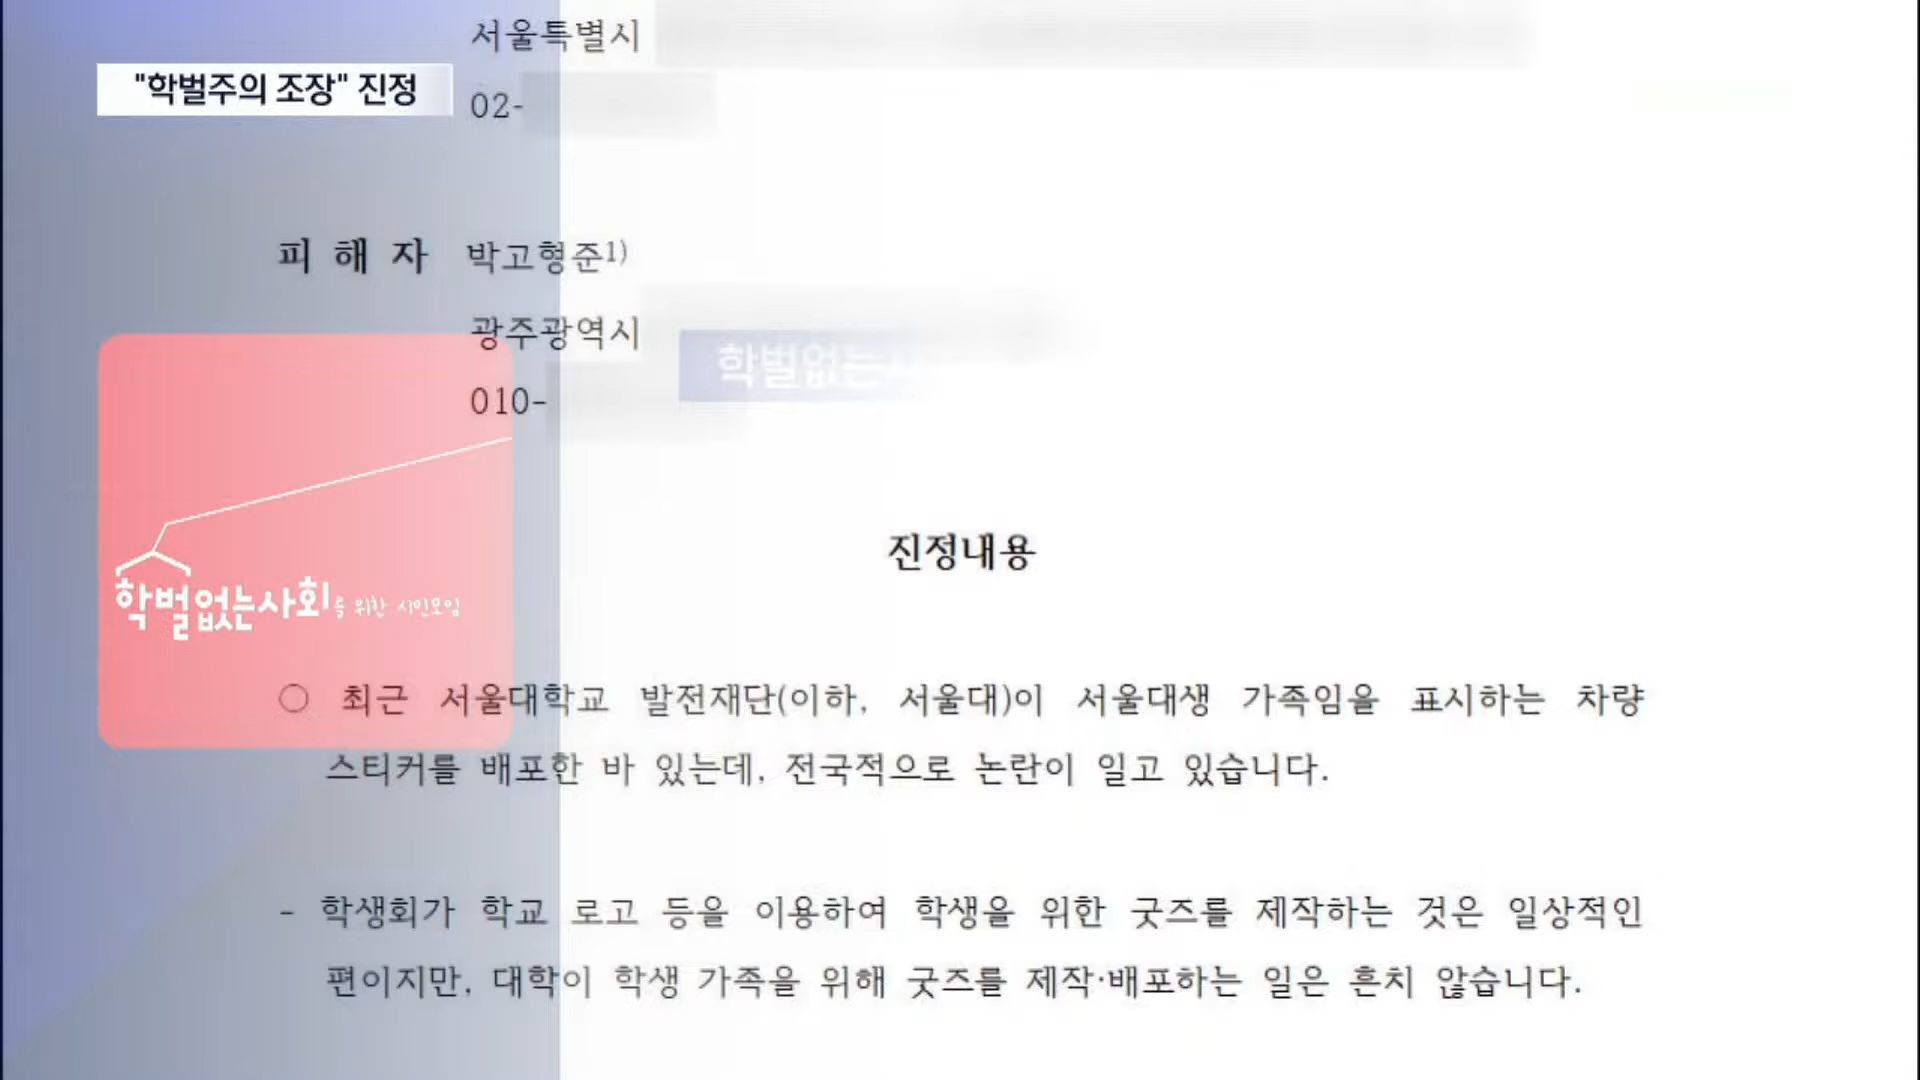 서울특별시
"학벌주의 조장" 진정
02-
피 해 자 박고형준1)
광주광역시
학벌없는
010-
진정내용
학벌없는사회를 위한 시민모임
○ 최근 서울대학교 발전재단(이하, 서울대)이 서울대생 가족임을 표시하는 차량
스티커를 배포한 바 있는데, 전국적으로 논란이 일고 있습니다.
- 학생회가 학교 로고 등을 이용하여 학생을 위한 굿즈를 제작하는 것은 일상적인
편이지만, 대학이 학생 가족을 위해 굿즈를 제작·배포하는 일은 흔치 않습니다.